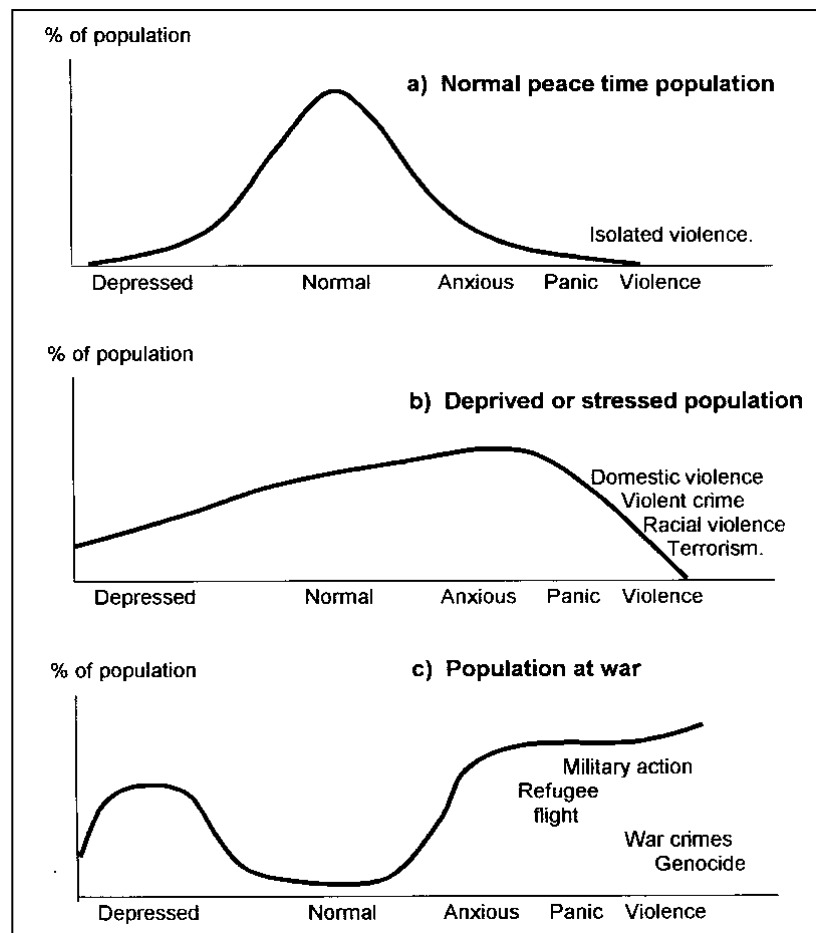 % of population
a) Normal peace time population
Isolated violence.
Depressed Normal Anxious Panic Violence
% of population
b) Deprived or stressed population
Domestic violence
Violent crime
Racial violence
Terrorism.
Depressed Normal Anxious Panic Violence
% of population
c) Population at war
Military action
Refugee
flight
War crimes
Genocide
Depressed Normal Anxious Panic Violence